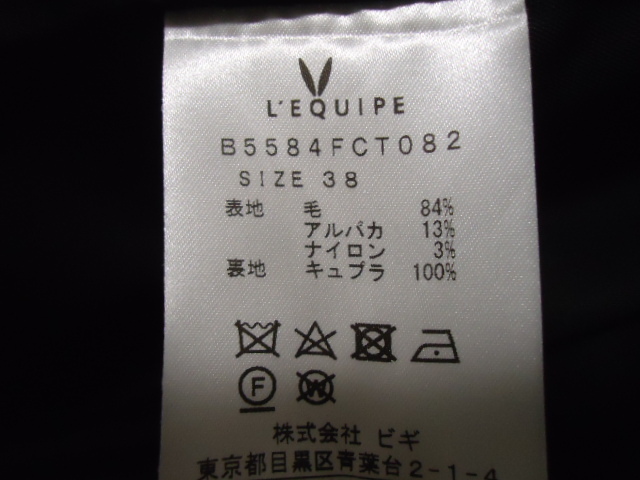 L'EQUIPE
B5584FCT082
SIZE 38
表地 毛 84%
アルパカ 13%
ナイロン 3%
裏地 キュプラ 100%
F W
株式会社 ビギ
東京都目黒区青葉台2-1-4